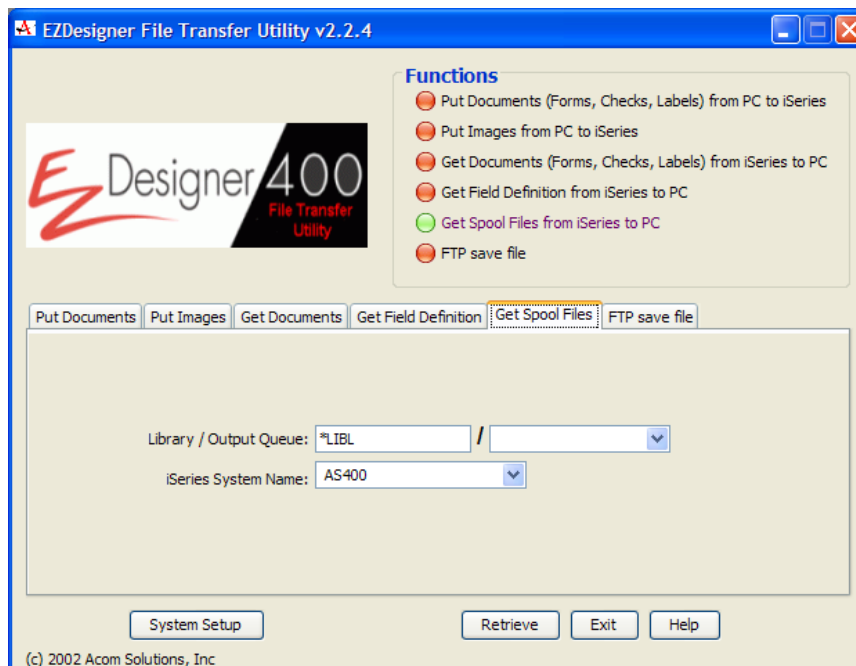 EZDesigner File Transfer Utility v2.2.4
Functions
Put Documents (Forms, Checks, Labels) from PC to iSeries
Put Images from PC to iSeries
Get Documents (Forms, Checks, Labels) from iSeries to PC
Get Field Definition from iSeries to PC
Get Spool Files from iSeries to PC
FTP save file
EZ Designer 400
File Transfer
Utility
Put Documents Put Images Get Documents Get Field Definition Get Spool Files FTP save file
Library / Output Queue: *LIBL /
iSeries System Name: AS400
System Setup Retrieve Exit Help
(c) 2002 Acom Solutions, Inc